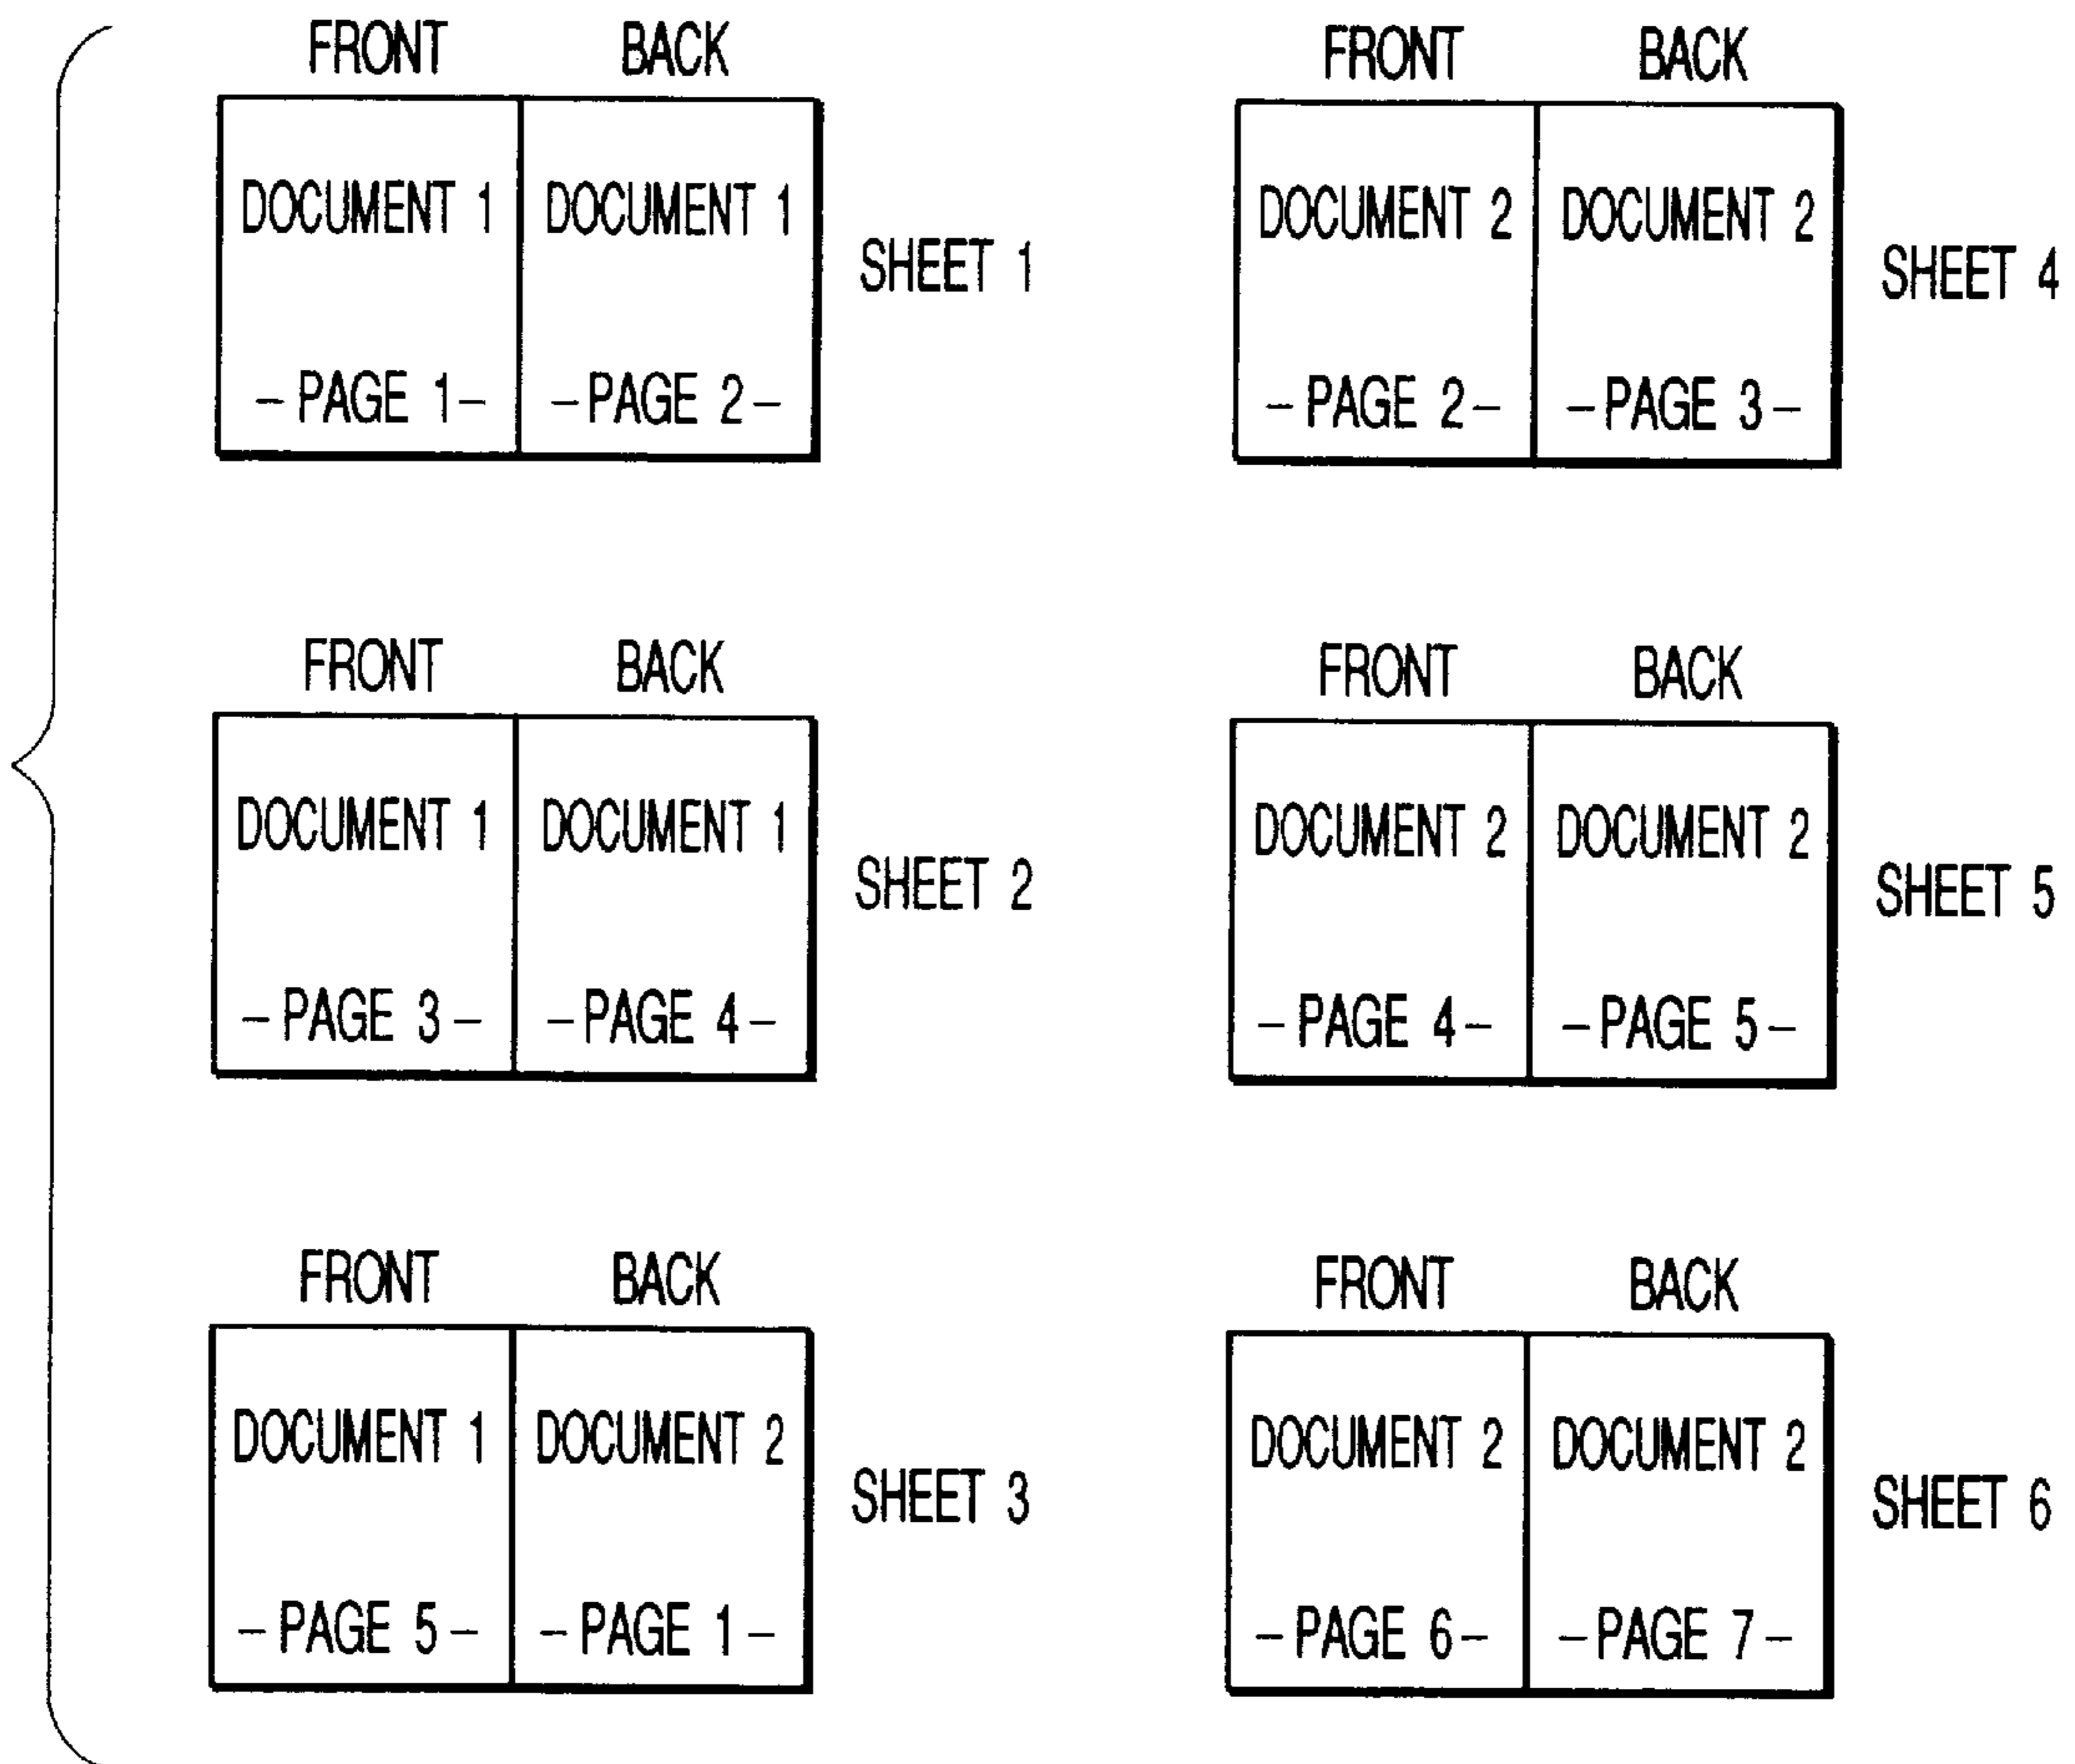 FRONT BACK
DOCUMENT 1 DOCUMENT 1
SHEET 1
– PAGE 1 – – PAGE 2 –
FRONT BACK
DOCUMENT 1 DOCUMENT 1
SHEET 2
– PAGE 3 – – PAGE 4 –
FRONT BACK
DOCUMENT 1 DOCUMENT 2
SHEET 3
– PAGE 5 – – PAGE 1 –
FRONT BACK
DOCUMENT 2 DOCUMENT 2
SHEET 4
– PAGE 2 – – PAGE 3 –
FRONT BACK
DOCUMENT 2 DOCUMENT 2
SHEET 5
– PAGE 4 – – PAGE 5 –
FRONT BACK
DOCUMENT 2 DOCUMENT 2
SHEET 6
– PAGE 6 – – PAGE 7 –